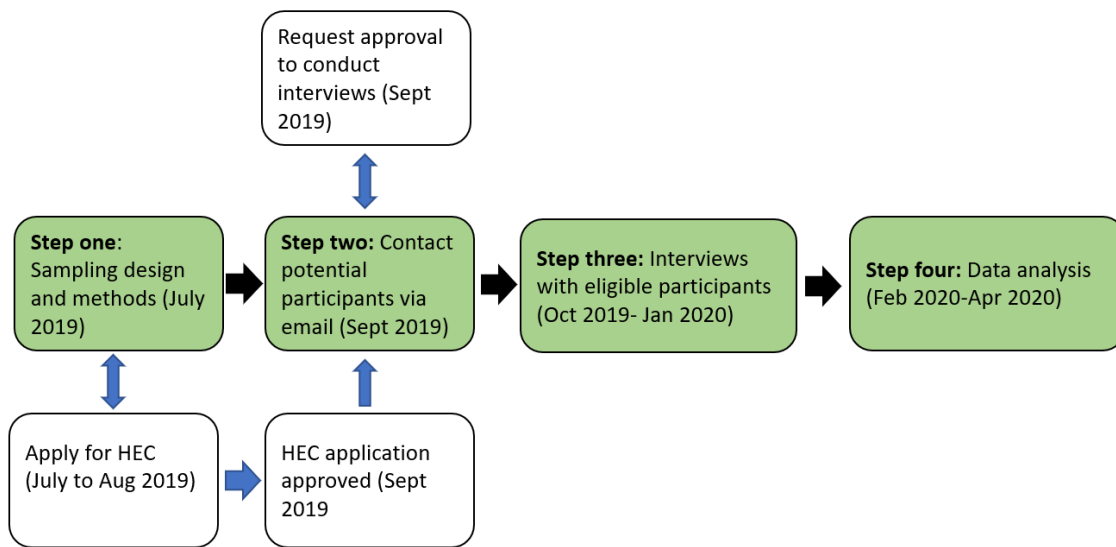 Request approval
to conduct
interviews (Sept
2019)
Step one:
Sampling design
and methods (July
2019)
Step two: Contact
potential
participants via
email (Sept 2019)
Step three: Interviews
with eligible participants
(Oct 2019- Jan 2020)
Step four: Data analysis
(Feb 2020-Apr 2020)
Apply for HEC
(July to Aug 2019)
HEC application
approved (Sept
2019